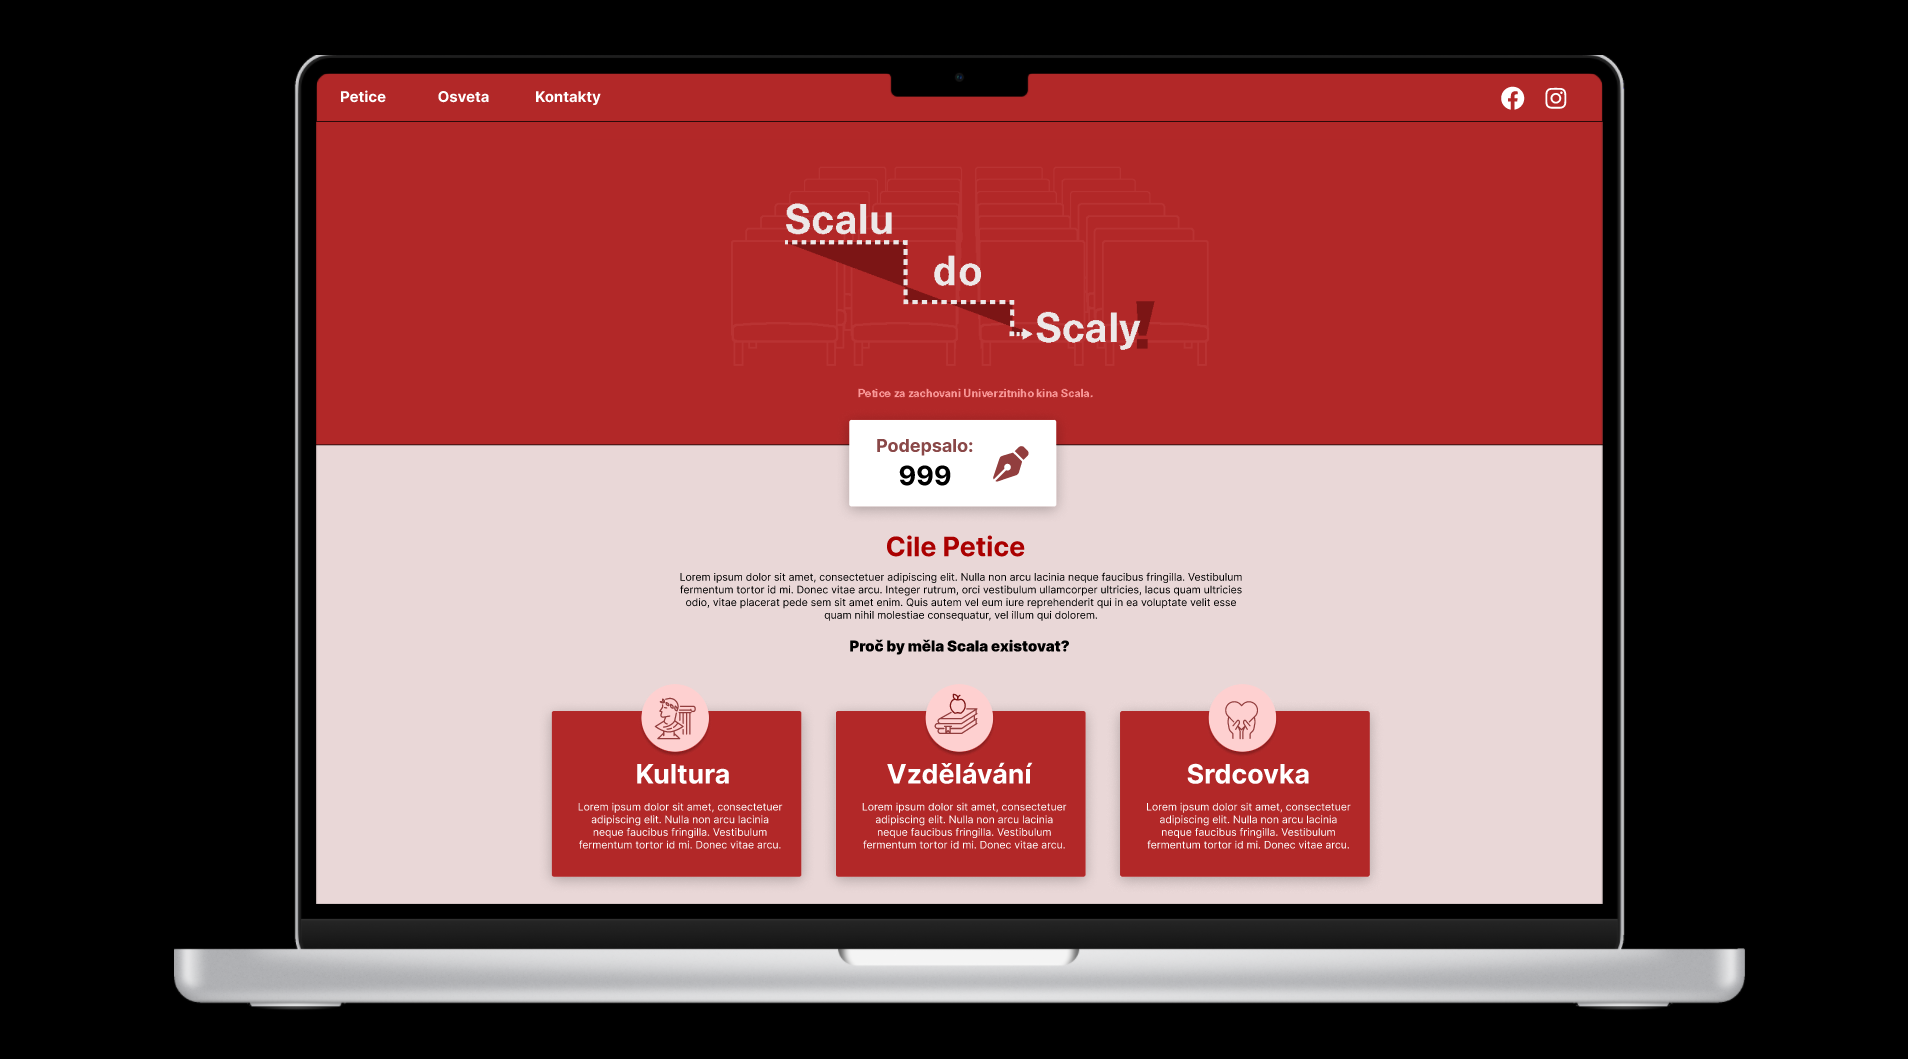 Petice Osveta Kontakty
Scalu
do
Scaly!
Petice za zachovani Univerzitniho kina Scala.
Podepsalo:
999
Cile Petice
Lorem ipsum dolor sit amet, consectetuer adipiscing elit. Nulla non arcu lacinia neque faucibus fringilla. Vestibulum
fermentum tortor id mi. Donec vitae arcu. Integer rutrum, orci vestibulum ullamcorper ultricies, lacus quam ultricies
odio, vitae placerat pede sem sit amet enim. Quis autem vel eum iure reprehenderit qui in ea voluptate velit esse
quam nihil molestiae consequatur, vel illum qui dolorem.
Proč by měla Scala existovat?
Kultura
Lorem ipsum dolor sit amet, consectetuer
adipiscing elit. Nulla non arcu lacinia
neque faucibus fringilla. Vestibulum
fermentum tortor id mi. Donec vitae arcu.
Vzdělávání
Lorem ipsum dolor sit amet, consectetuer
adipiscing elit. Nulla non arcu lacinia
neque faucibus fringilla. Vestibulum
fermentum tortor id mi. Donec vitae arcu.
Srdcovka
Lorem ipsum dolor sit amet, consectetuer
adipiscing elit. Nulla non arcu lacinia
neque faucibus fringilla. Vestibulum
fermentum tortor id mi. Donec vitae arcu.